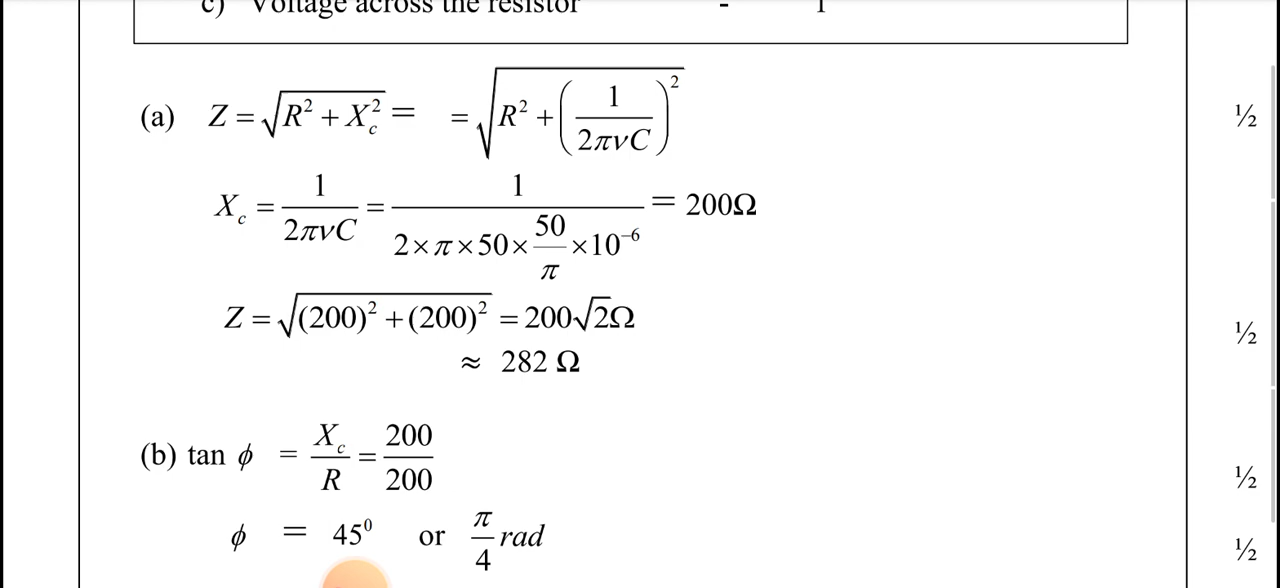 c) Voltage across the resistor - 1
(a) Z = √(R² + X_c²) = = √(R² + (1/(2πνC))²) ½
X_c = 1/(2πνC) = 1/(2×π×50×(50/π)×10⁻⁶) = 200Ω
Z = √((200)² + (200)²) = 200√2Ω ½
≈ 282 Ω
(b) tan ϕ = X_c/R = 200/200 ½
ϕ = 45⁰ or π/4 rad ½